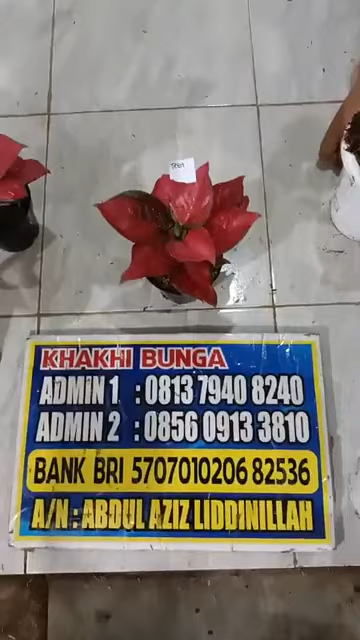 KHAKHI BUNGA
ADMIN 1 : 0813 7940 8240
ADMIN 2 : 0856 0913 3810
BANK BRI 5707010206 82536
A/N : ABDUL AZIZ LIDDINILLAH